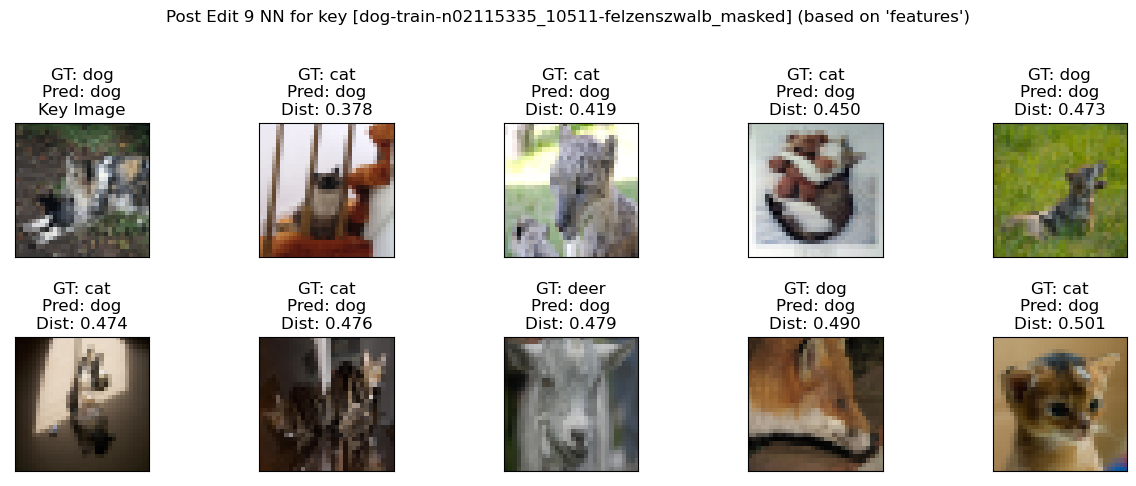 Post Edit 9 NN for key [dog-train-n02115335_10511-felzenszwalb_masked] (based on 'features')
GT: dog
Pred: dog
Key Image
GT: cat
Pred: dog
Dist: 0.378
GT: cat
Pred: dog
Dist: 0.419
GT: cat
Pred: dog
Dist: 0.450
GT: dog
Pred: dog
Dist: 0.473
GT: cat
Pred: dog
Dist: 0.474
GT: cat
Pred: dog
Dist: 0.476
GT: deer
Pred: dog
Dist: 0.479
GT: dog
Pred: dog
Dist: 0.490
GT: cat
Pred: dog
Dist: 0.501